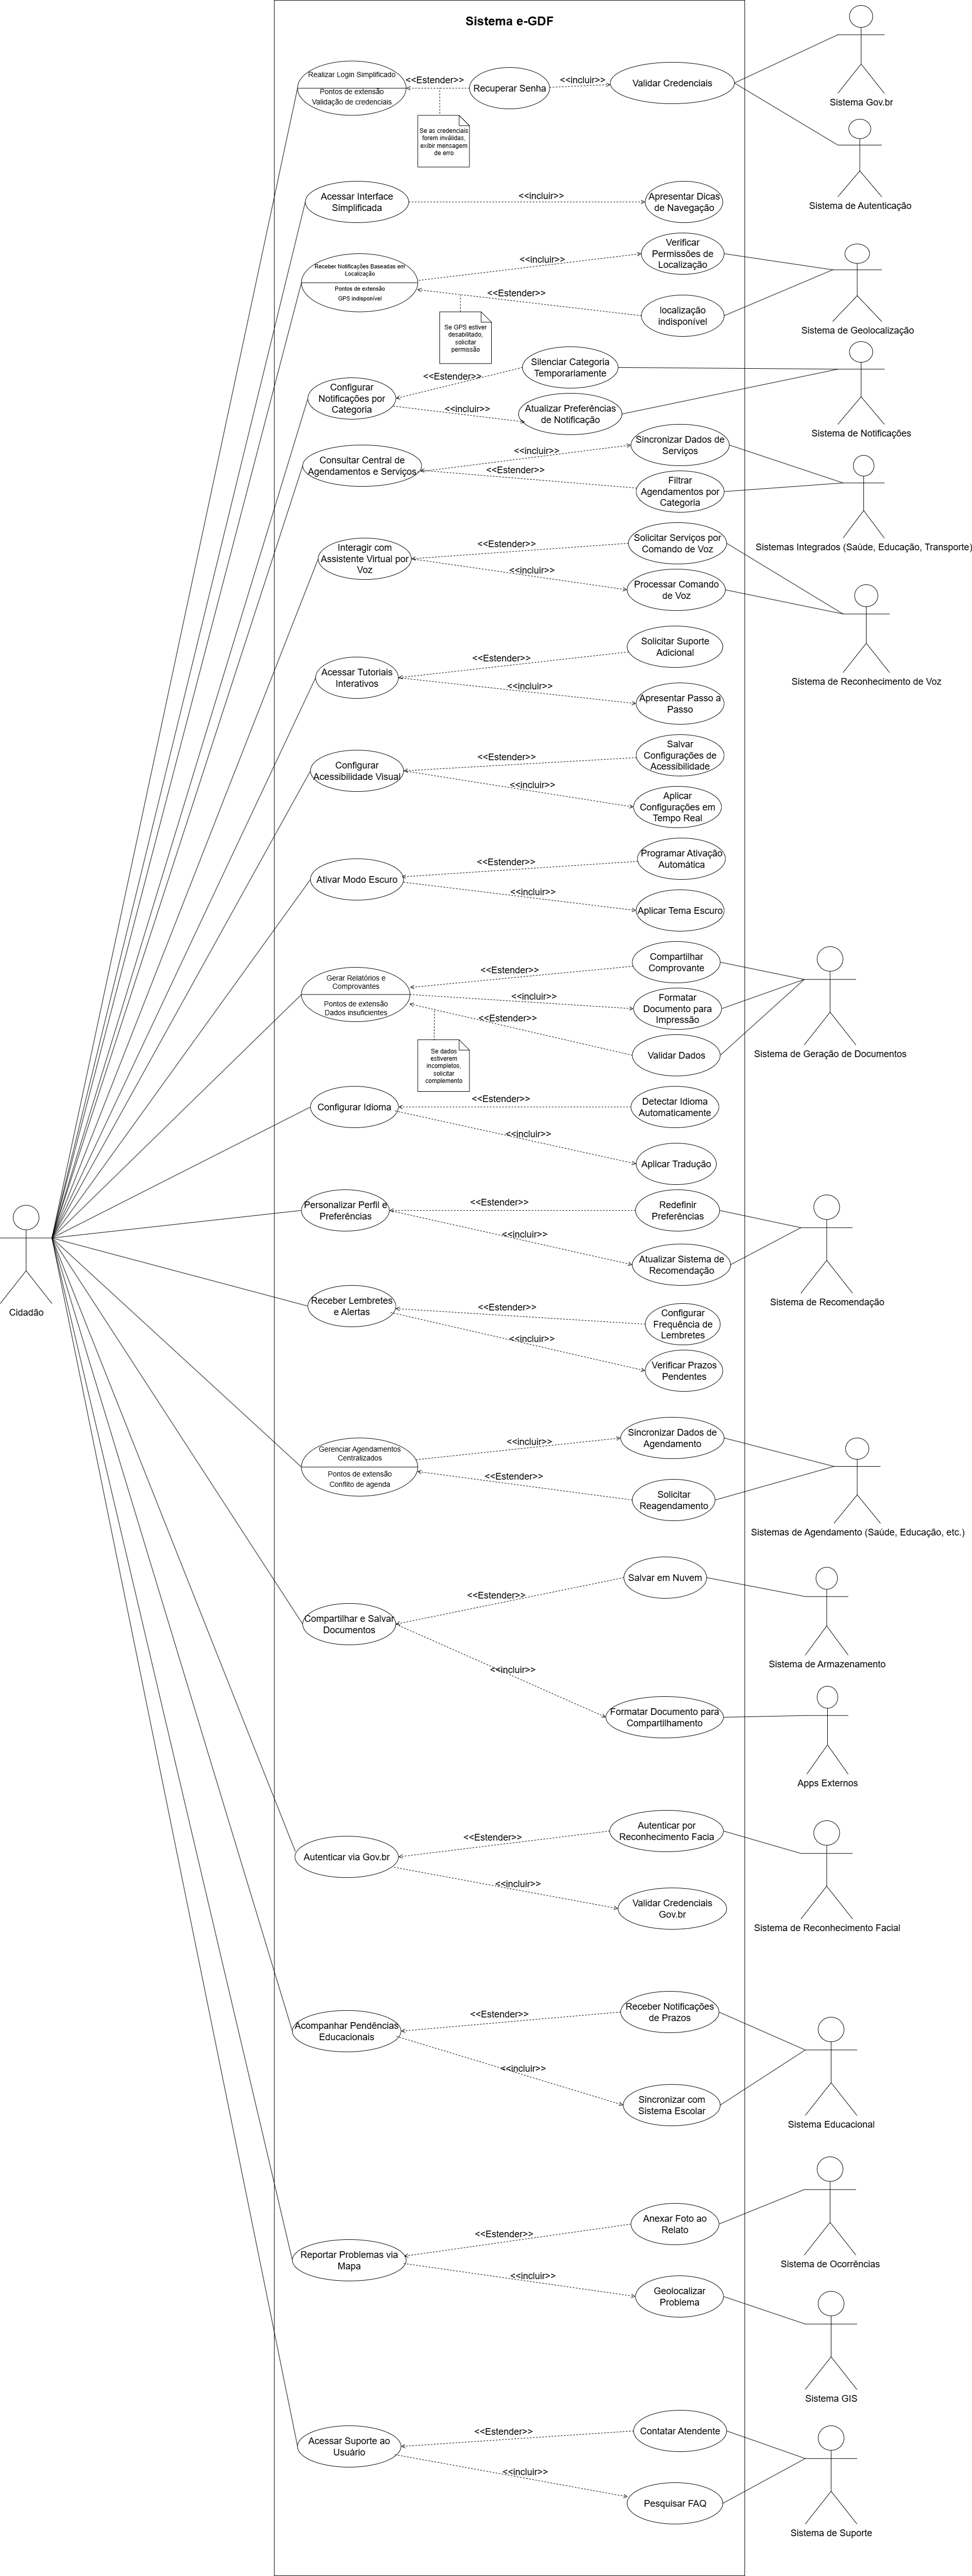 Sistema e-GDF
Realizar Login Simplificado
Pontos de extensão
Validação de credenciais
<<Estender>>
Recuperar Senha
<<incluir>>
Validar Credenciais
Sistema Gov.br
Se as credenciais
forem inválidas,
exibir mensagem
de erro
Sistema de Autenticação
Acessar Interface
Simplificada
<<incluir>>
Apresentar Dicas
de Navegação
Receber Notificações Baseadas em
Localização
Pontos de extensão
GPS indisponível
<<incluir>>
Verificar
Permissões de
Localização
<<Estender>>
localização
indisponível
Sistema de Geolocalização
Se GPS estiver
desabilitado,
solicitar
permissão
Configurar
Notificações por
Categoria
<<Estender>>
Silenciar Categoria
Temporariamente
<<incluir>>
Atualizar Preferências
de Notificação
Sistema de Notificações
Consultar Central de
Agendamentos e Serviços
<<incluir>>
Sincronizar Dados de
Serviços
<<Estender>>
Filtrar
Agendamentos por
Categoria
Sistemas Integrados (Saúde, Educação, Transporte)
Interagir com
Assistente Virtual por
Voz
<<Estender>>
Solicitar Serviços por
Comando de Voz
<<incluir>>
Processar Comando
de Voz
Sistema de Reconhecimento de Voz
Acessar Tutoriais
Interativos
<<Estender>>
Solicitar Suporte
Adicional
<<incluir>>
Apresentar Passo a
Passo
Configurar
Acessibilidade Visual
<<Estender>>
Salvar
Configurações de
Acessibilidade
<<incluir>>
Aplicar
Configurações em
Tempo Real
Ativar Modo Escuro
<<Estender>>
Programar Ativação
Automática
<<incluir>>
Aplicar Tema Escuro
Gerar Relatórios e
Comprovantes
Pontos de extensão
Dados insuficientes
<<Estender>>
Compartilhar
Comprovante
<<incluir>>
Formatar
Documento para
Impressão
<<Estender>>
Validar Dados
Sistema de Geração de Documentos
Se dados
estiverem
incompletos,
solicitar
complemento
Configurar Idioma
<<Estender>>
Detectar Idioma
Automaticamente
<<incluir>>
Aplicar Tradução
Personalizar Perfil e
Preferências
<<Estender>>
Redefinir
Preferências
<<incluir>>
Atualizar Sistema de
Recomendação
Sistema de Recomendação
Cidadão
Receber Lembretes
e Alertas
<<Estender>>
Configurar
Frequência de
Lembretes
<<incluir>>
Verificar Prazos
Pendentes
Gerenciar Agendamentos
Centralizados
Pontos de extensão
Conflito de agenda
<<incluir>>
Sincronizar Dados de
Agendamento
<<Estender>>
Solicitar
Reagendamento
Sistemas de Agendamento (Saúde, Educação, etc.)
Compartilhar e Salvar
Documentos
<<Estender>>
Salvar em Nuvem
Sistema de Armazenamento
<<incluir>>
Formatar Documento para
Compartilhamento
Apps Externos
Autenticar via Gov.br
<<Estender>>
Autenticar por
Reconhecimento Facia
<<incluir>>
Validar Credenciais
Gov.br
Sistema de Reconhecimento Facial
Acompanhar Pendências
Educacionais
<<Estender>>
Receber Notificações
de Prazos
<<incluir>>
Sincronizar com
Sistema Escolar
Sistema Educacional
Reportar Problemas via
Mapa
<<Estender>>
Anexar Foto ao
Relato
Sistema de Ocorrências
<<incluir>>
Geolocalizar
Problema
Sistema GIS
Acessar Suporte ao
Usuário
<<Estender>>
Contatar Atendente
<<incluir>>
Pesquisar FAQ
Sistema de Suporte